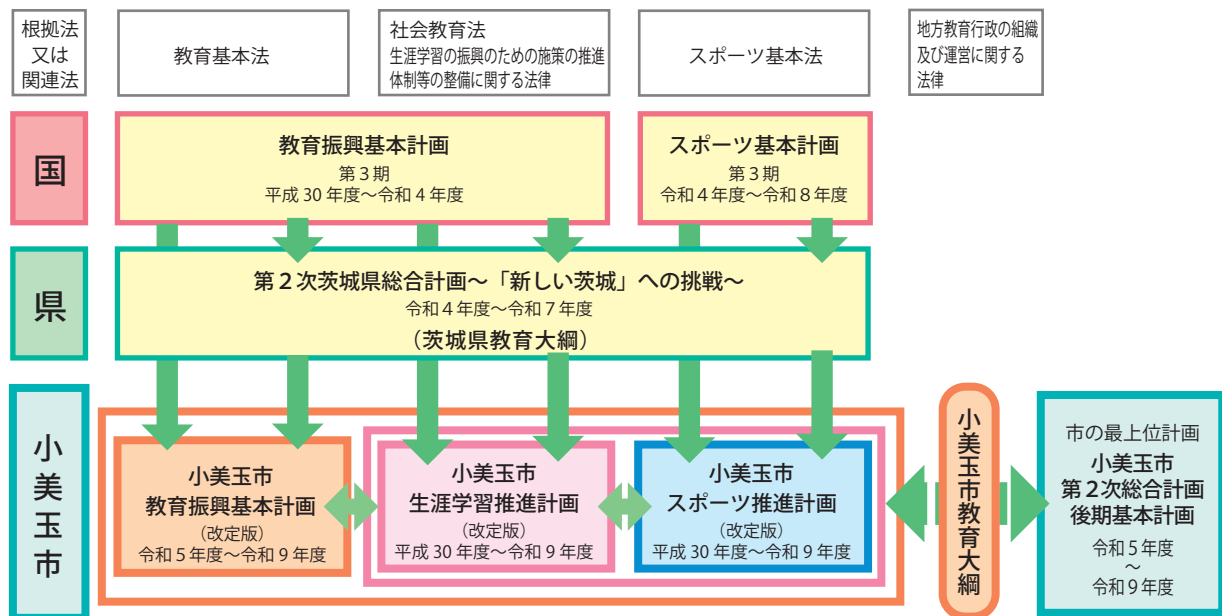 根拠法
又は
関連法
教育基本法
社会教育法
生涯学習の振興のための施策の推進
体制等の整備に関する法律
スポーツ基本法
地方教育行政の組織
及び運営に関する
法律
国
教育振興基本計画
第3期
平成30年度～令和4年度
スポーツ基本計画
第3期
令和4年度～令和8年度
県
第2次茨城県総合計画～「新しい茨城」への挑戦～
令和4年度～令和7年度
（茨城県教育大綱）
小美玉市
小美玉市
教育振興基本計画
（改定版）
令和5年度～令和9年度
小美玉市
生涯学習推進計画
（改定版）
平成30年度～令和9年度
小美玉市
スポーツ推進計画
（改定版）
平成30年度～令和9年度
小美玉市教育大綱
市の最上位計画
小美玉市
第2次総合計画
後期基本計画
令和5年度
～
令和9年度